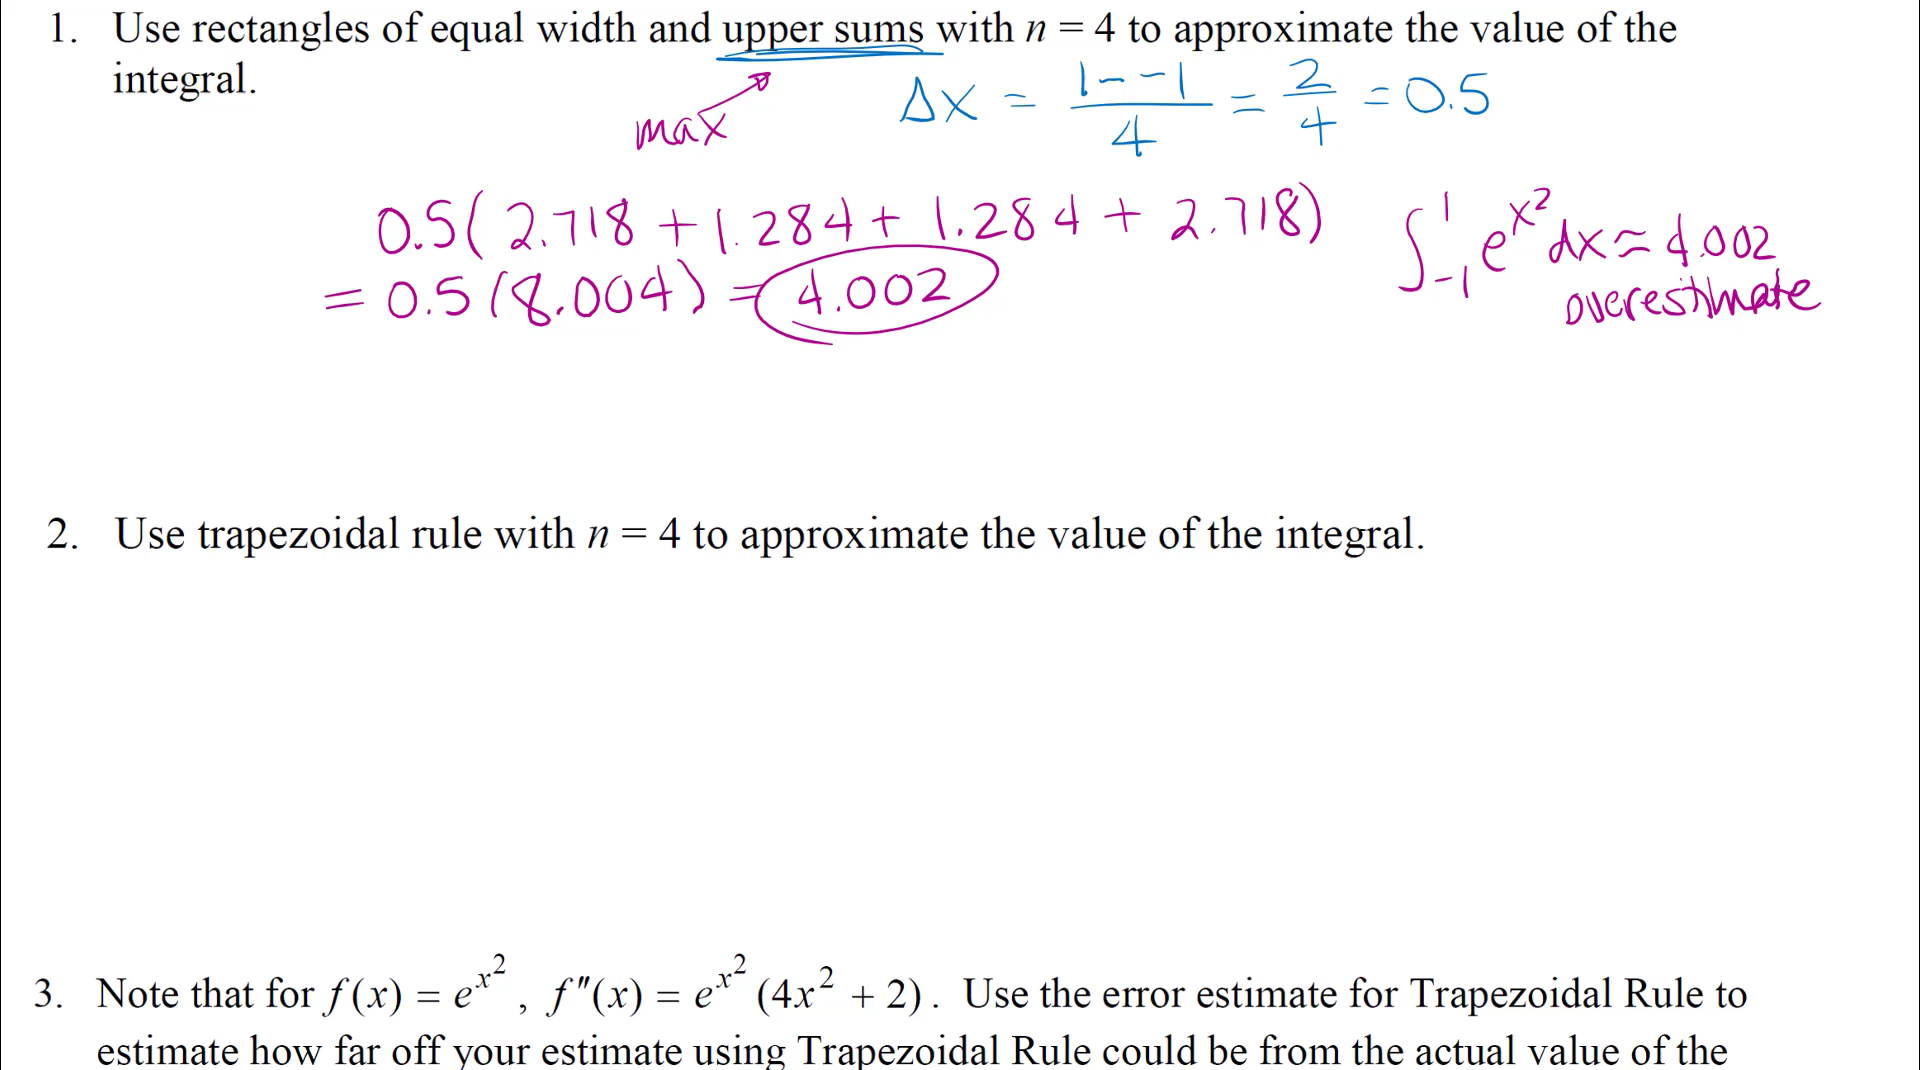 1. Use rectangles of equal width and upper sums with n = 4 to approximate the value of the
integral.
max
Δx = (1 - -1)/4 = 2/4 = 0.5
0.5(2.718 + 1.284 + 1.284 + 2.718)
= 0.5(8.004) = 4.002
∫₋₁¹ e^(x²) dx ≈ 4.002
overestimate
2. Use trapezoidal rule with n = 4 to approximate the value of the integral.
3. Note that for f(x) = e^(x²), f″(x) = e^(x²)(4x² + 2). Use the error estimate for Trapezoidal Rule to
estimate how far off your estimate using Trapezoidal Rule could be from the actual value of the